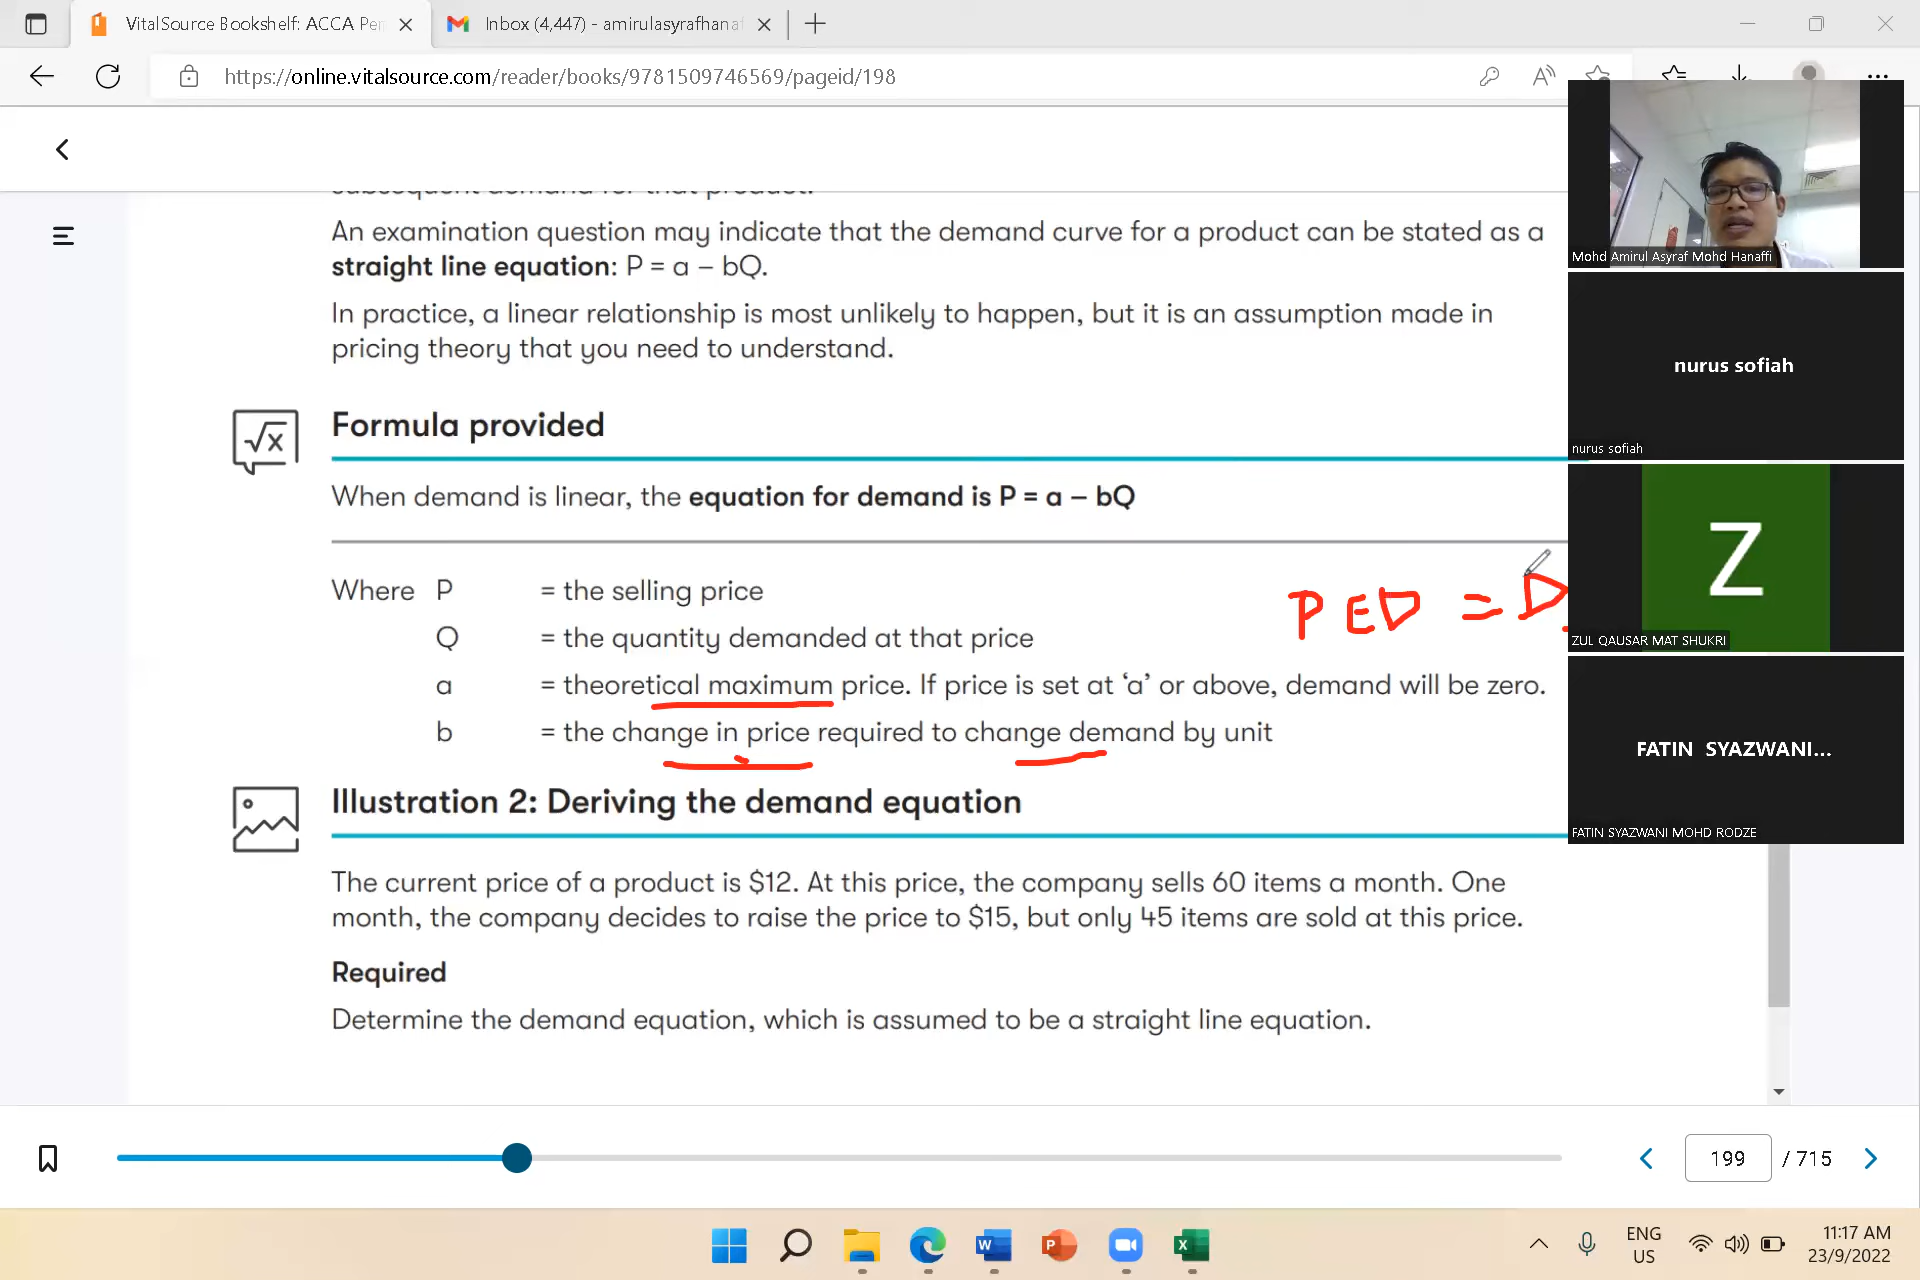 VitalSource Bookshelf: ACCA Per
Inbox (4,447) - amirulasyrafhanaf
https://online.vitalsource.com/reader/books/9781509746569/pageid/198
subsequent demand for that product.
An examination question may indicate that the demand curve for a product can be stated as a
straight line equation: P = a – bQ.
In practice, a linear relationship is most unlikely to happen, but it is an assumption made in
pricing theory that you need to understand.
√x
Formula provided
When demand is linear, the equation for demand is P = a – bQ
Where P = the selling price
Q = the quantity demanded at that price
a = theoretical maximum price. If price is set at ‘a’ or above, demand will be zero.
b = the change in price required to change demand by unit
PED = D
Illustration 2: Deriving the demand equation
The current price of a product is $12. At this price, the company sells 60 items a month. One
month, the company decides to raise the price to $15, but only 45 items are sold at this price.
Required
Determine the demand equation, which is assumed to be a straight line equation.
Mohd Amirul Asyraf Mohd Hanaffi
nurus sofiah
nurus sofiah
Z
ZUL QAUSAR MAT SHUKRI
FATIN SYAZWANI...
FATIN SYAZWANI MOHD RODZE
199 / 715
ENG
US
11:17 AM
23/9/2022